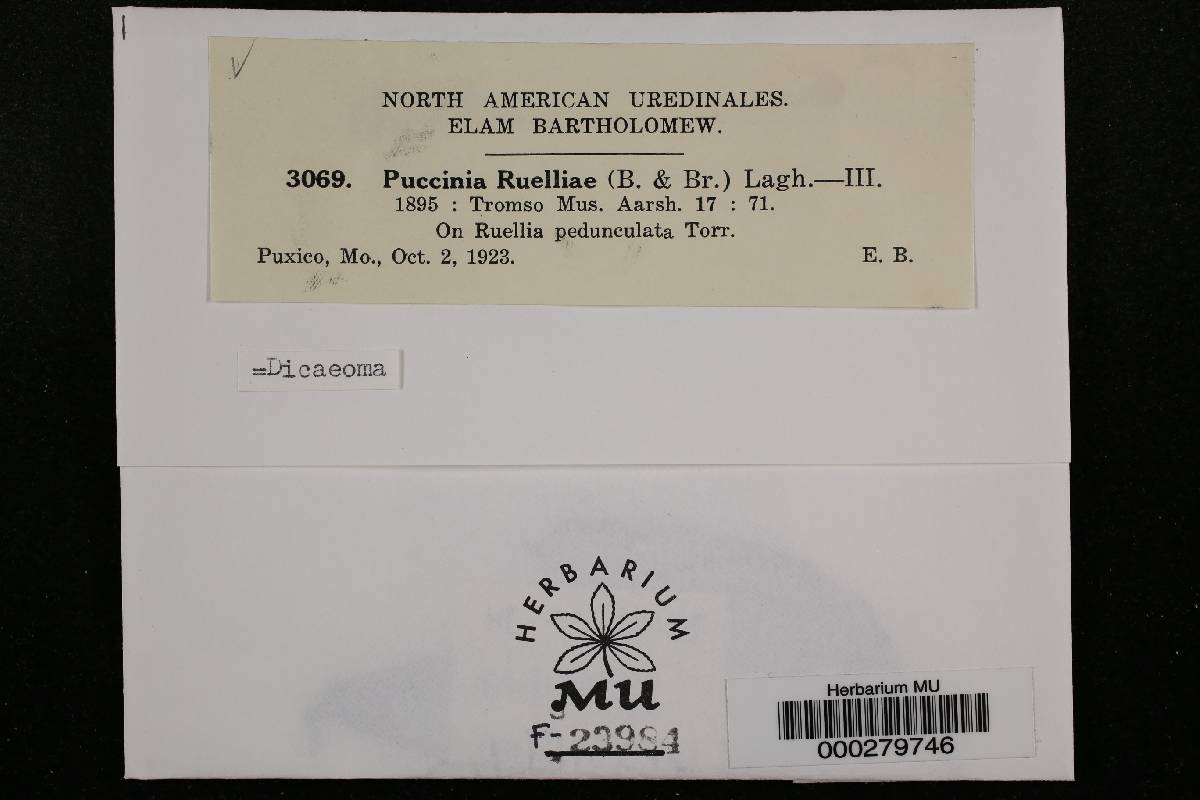 NORTH AMERICAN UREDINALES.
ELAM BARTHOLOMEW.
3069. Puccinia Ruelliae (B. & Br.) Lagh.—III.
1895 : Tromso Mus. Aarsh. 17 : 71.
On Ruellia pedunculata Torr.
Puxico, Mo., Oct. 2, 1923. E. B.
=Dicaeoma
HERBARIUM
MU
F-23984
Herbarium MU
000279746